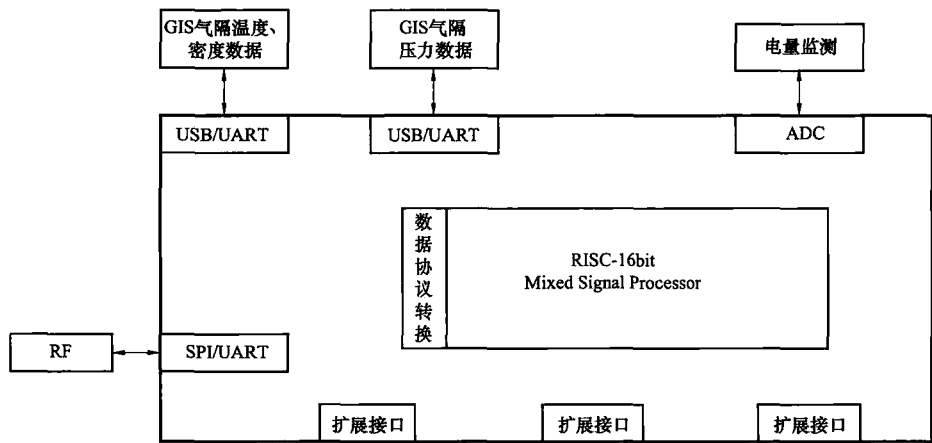 GIS气隔温度、
密度数据
GIS气隔
压力数据
电量监测
USB/UART
USB/UART
ADC
数据协议转换
RISC-16bit
Mixed Signal Processor
RF
SPI/UART
扩展接口
扩展接口
扩展接口